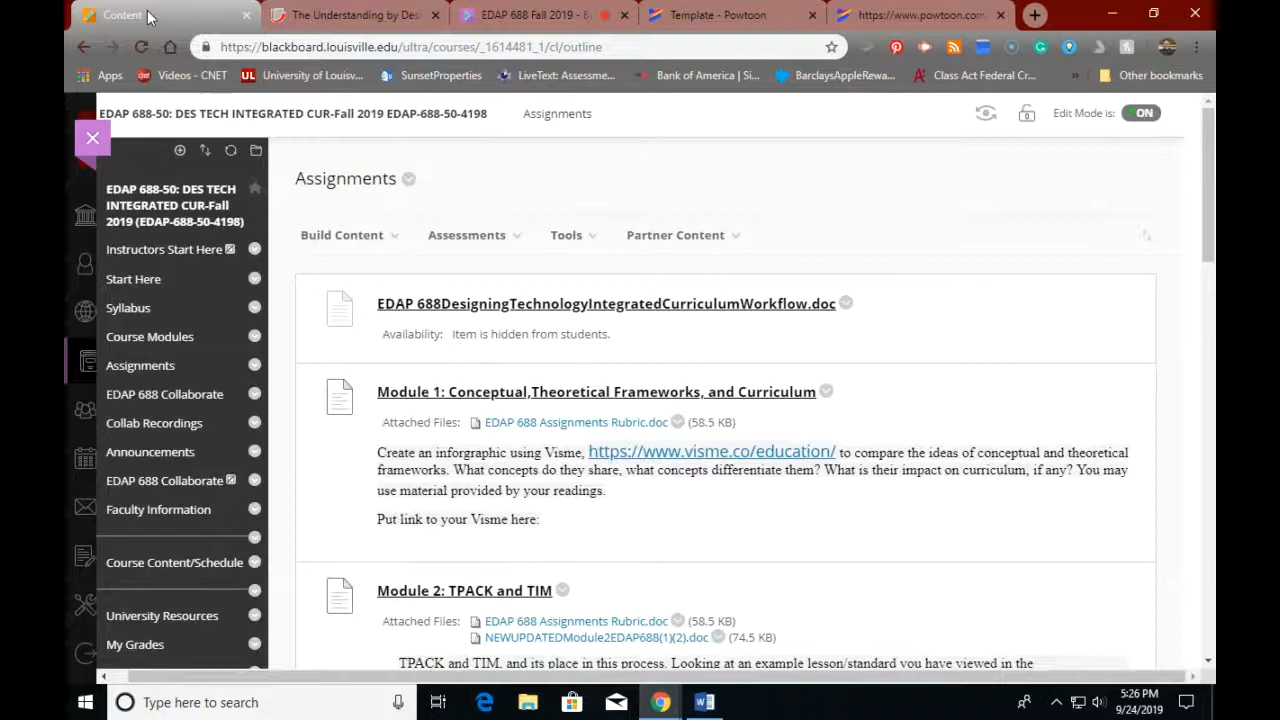 Content
The Understanding by Des
EDAP 688 Fall 2019 - B
Template - Powtoon
https://www.powtoon.com
https://blackboard.louisville.edu/ultra/courses/_1614481_1/cl/outline
Apps
Videos - CNET
University of Louisv...
SunsetProperties
LiveText: Assessme...
Bank of America | Si...
BarclaysAppleRewa...
Class Act Federal Cr...
»
Other bookmarks
EDAP 688-50: DES TECH INTEGRATED CUR-Fall 2019 EDAP-688-50-4198
Assignments
Edit Mode is:
ON
EDAP 688-50: DES TECH
INTEGRATED CUR-Fall
2019 (EDAP-688-50-4198)
Instructors Start Here
Start Here
Syllabus
Course Modules
Assignments
EDAP 688 Collaborate
Collab Recordings
Announcements
EDAP 688 Collaborate
Faculty Information
Course Content/Schedule
University Resources
My Grades
Assignments
Build Content
Assessments
Tools
Partner Content
EDAP 688DesigningTechnologyIntegratedCurriculumWorkflow.doc
Availability: Item is hidden from students.
Module 1: Conceptual,Theoretical Frameworks, and Curriculum
Attached Files: EDAP 688 Assignments Rubric.doc (58.5 KB)
Create an inforgraphic using Visme, https://www.visme.co/education/ to compare the ideas of conceptual and theoretical
frameworks. What concepts do they share, what concepts differentiate them? What is their impact on curriculum, if any? You may
use material provided by your readings.
Put link to your Visme here:
Module 2: TPACK and TIM
Attached Files: EDAP 688 Assignments Rubric.doc (58.5 KB)
NEWUPDATEDModule2EDAP688(1)(2).doc (74.5 KB)
TPACK and TIM, and its place in this process. Looking at an example lesson/standard you have viewed in the
Type here to search
5:26 PM
9/24/2019